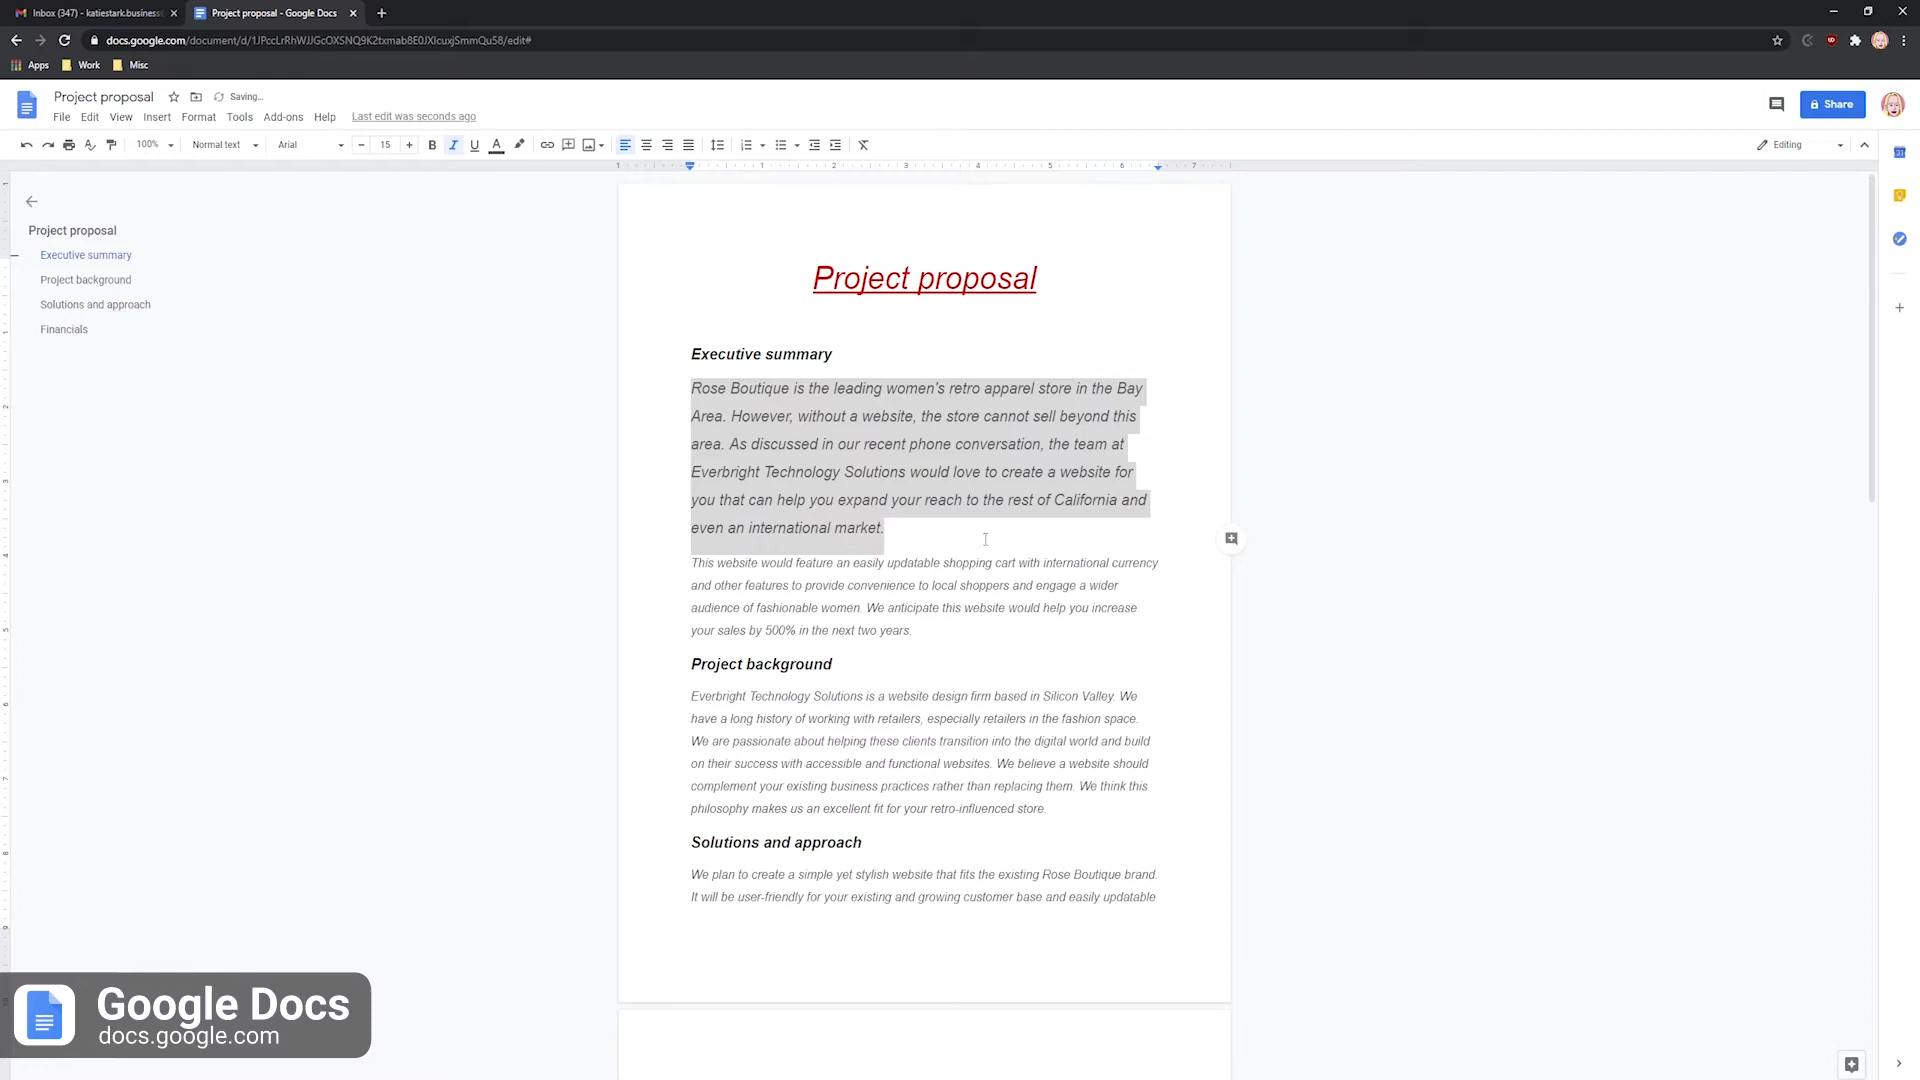 Inbox (347) - katiestark.business
Project proposal - Google Docs
docs.google.com/document/d/1JPccLrRhWJJGcOXSNQ9K2txmab8E0JXlcuxjSmmQu58/edit#
Apps Work Misc
Project proposal Saving...
File Edit View Insert Format Tools Add-ons Help Last edit was seconds ago
Share
100% Normal text Arial 15 B I U A Editing
1 1 2 3 4 5 6 7
Project proposal
Executive summary
Project background
Solutions and approach
Financials
Project proposal
Executive summary
Rose Boutique is the leading women's retro apparel store in the Bay
Area. However, without a website, the store cannot sell beyond this
area. As discussed in our recent phone conversation, the team at
Everbright Technology Solutions would love to create a website for
you that can help you expand your reach to the rest of California and
even an international market.
This website would feature an easily updatable shopping cart with international currency
and other features to provide convenience to local shoppers and engage a wider
audience of fashionable women. We anticipate this website would help you increase
your sales by 500% in the next two years.
Project background
Everbright Technology Solutions is a website design firm based in Silicon Valley. We
have a long history of working with retailers, especially retailers in the fashion space.
We are passionate about helping these clients transition into the digital world and build
on their success with accessible and functional websites. We believe a website should
complement your existing business practices rather than replacing them. We think this
philosophy makes us an excellent fit for your retro-influenced store.
Solutions and approach
We plan to create a simple yet stylish website that fits the existing Rose Boutique brand.
It will be user-friendly for your existing and growing customer base and easily updatable
Google Docs
docs.google.com